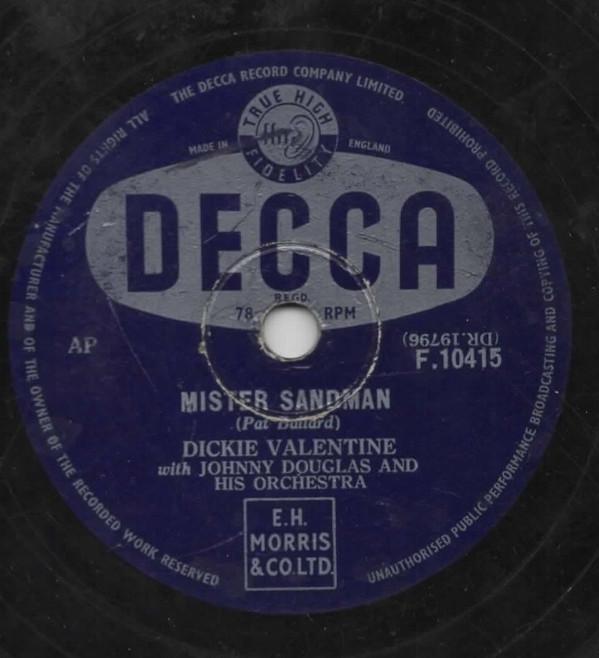 THE DECCA RECORD COMPANY LIMITED.
ALL RIGHTS OF THE MANUFACTURER AND OF THE OWNER OF THE RECORDED WORK RESERVED
UNAUTHORISED PUBLIC PERFORMANCE BROADCASTING AND COPYING OF THIS RECORD PROHIBITED
TRUE HIGH
ffrr
FIDELITY
MADE IN ENGLAND
DECCA
REGD.
78 RPM
AP
(DR.19796)
F.10415
MISTER SANDMAN
(Pat Ballard)
DICKIE VALENTINE
with JOHNNY DOUGLAS AND
HIS ORCHESTRA
E.H.
MORRIS
& CO.LTD.